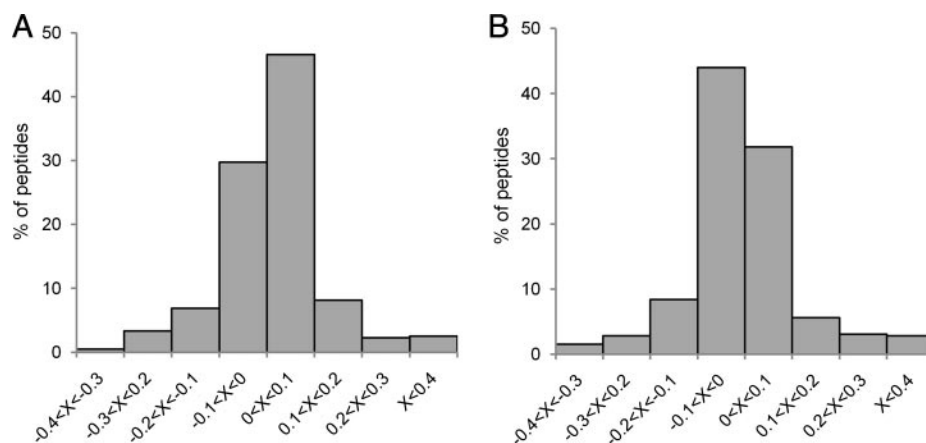 A
% of peptides
50
40
30
20
10
0
-0.4<X<-0.3
-0.3<X<0.2
-0.2<X<-0.1
-0.1<X<0
0<X<0.1
0.1<X<0.2
0.2<X<0.3
X<0.4
B
% of peptides
50
40
30
20
10
0
-0.4<X<-0.3
-0.3<X<0.2
-0.2<X<-0.1
-0.1<X<0
0<X<0.1
0.1<X<0.2
0.2<X<0.3
X<0.4